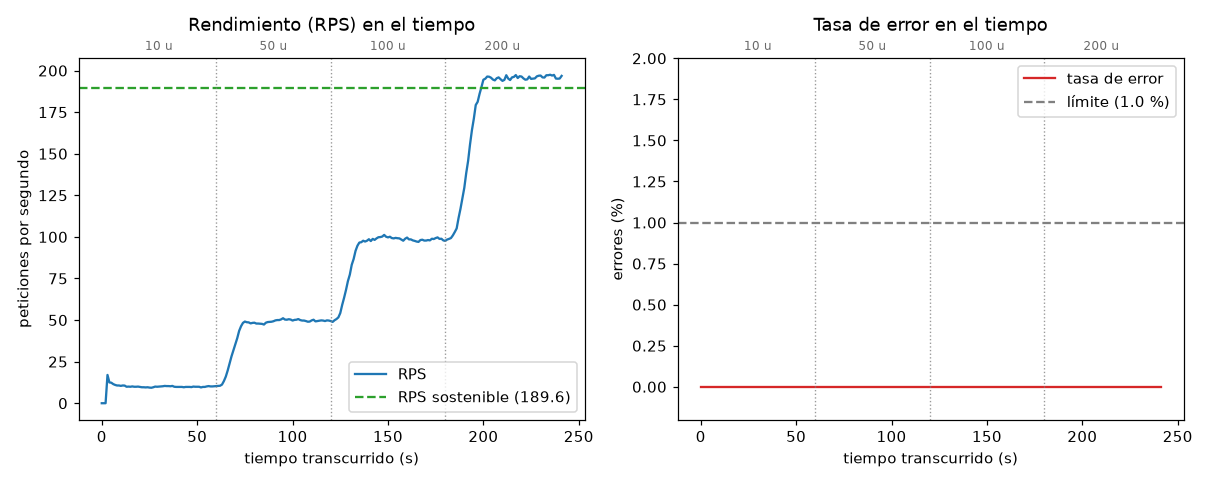 Rendimiento (RPS) en el tiempo
10 u 50 u 100 u 200 u
200
175
150
125
100
75
50
25
0
peticiones por segundo
RPS
RPS sostenible (189.6)
0 50 100 150 200 250
tiempo transcurrido (s)
Tasa de error en el tiempo
10 u 50 u 100 u 200 u
2.00
1.75
1.50
1.25
1.00
0.75
0.50
0.25
0.00
errores (%)
tasa de error
límite (1.0 %)
0 50 100 150 200 250
tiempo transcurrido (s)